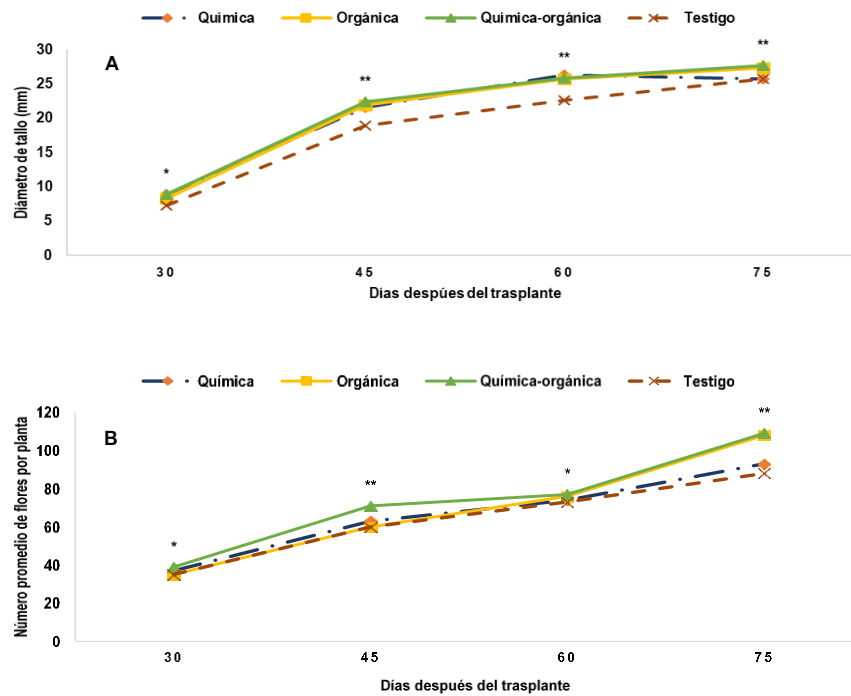 Química Orgánica Química-orgánica Testigo
A
Diámetro de tallo (mm)
30
25
20
15
10
5
0
* ** ** **
30 45 60 75
Días despúes del trasplante
Química Orgánica Química-orgánica Testigo
B
Número promedio de flores por planta
120
100
80
60
40
20
0
* ** * **
30 45 60 75
Días después del trasplante